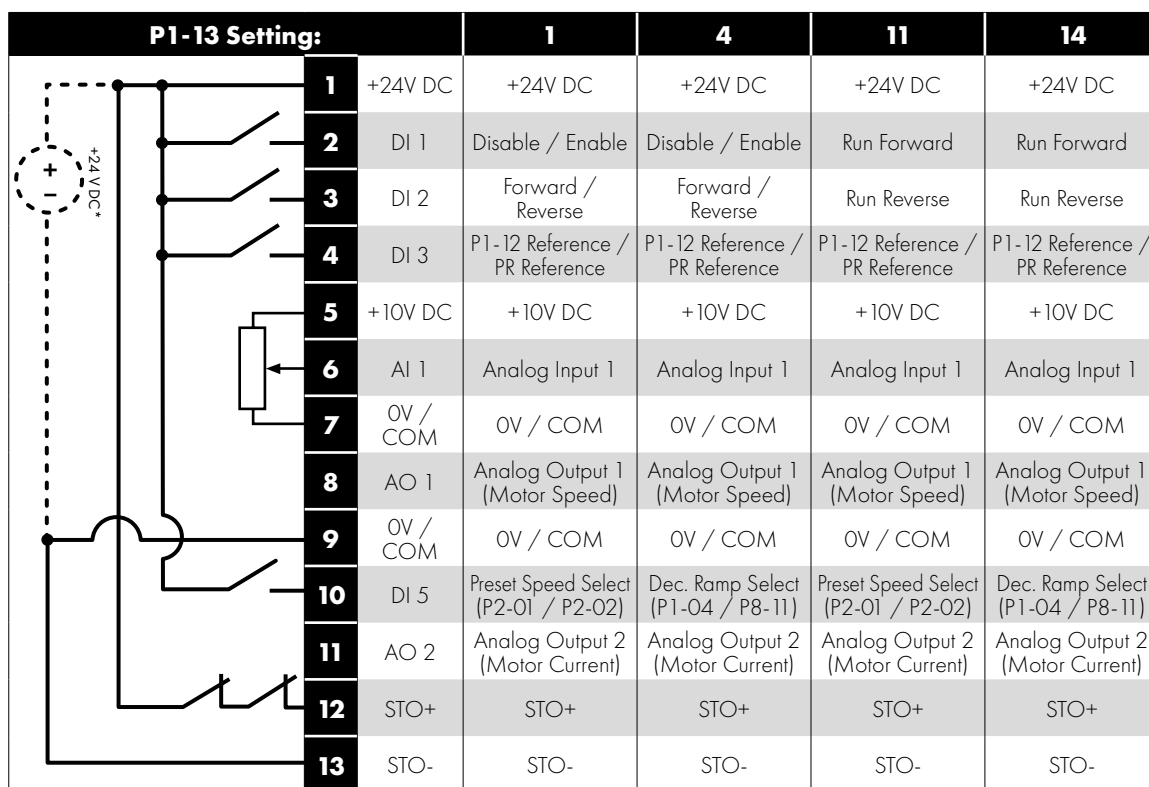 P1-13 Setting: 1 4 11 14
1 +24V DC +24V DC +24V DC +24V DC +24V DC
2 DI 1 Disable / Enable Disable / Enable Run Forward Run Forward
+24 V DC*
+
−
3 DI 2 Forward / Reverse Forward / Reverse Run Reverse Run Reverse
4 DI 3 P1-12 Reference / PR Reference P1-12 Reference / PR Reference P1-12 Reference / PR Reference P1-12 Reference / PR Reference
5 +10V DC +10V DC +10V DC +10V DC +10V DC
6 AI 1 Analog Input 1 Analog Input 1 Analog Input 1 Analog Input 1
7 0V / COM 0V / COM 0V / COM 0V / COM 0V / COM
8 AO 1 Analog Output 1 (Motor Speed) Analog Output 1 (Motor Speed) Analog Output 1 (Motor Speed) Analog Output 1 (Motor Speed)
9 0V / COM 0V / COM 0V / COM 0V / COM 0V / COM
10 DI 5 Preset Speed Select (P2-01 / P2-02) Dec. Ramp Select (P1-04 / P8-11) Preset Speed Select (P2-01 / P2-02) Dec. Ramp Select (P1-04 / P8-11)
11 AO 2 Analog Output 2 (Motor Current) Analog Output 2 (Motor Current) Analog Output 2 (Motor Current) Analog Output 2 (Motor Current)
12 STO+ STO+ STO+ STO+ STO+
13 STO- STO- STO- STO- STO-